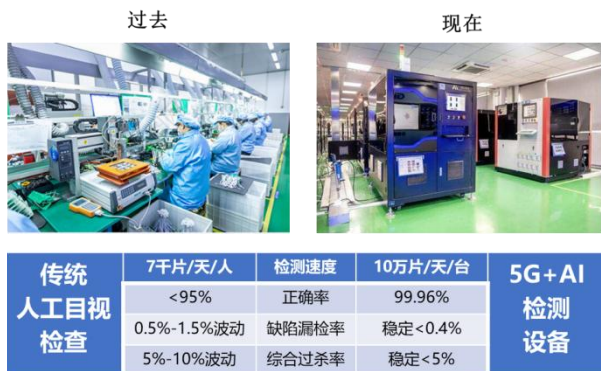 过去
现在
传统
人工目视
检查
7千片/天/人 检测速度 10万片/天/台
<95% 正确率 99.96%
0.5%-1.5%波动 缺陷漏检率 稳定<0.4%
5%-10%波动 综合过杀率 稳定<5%
5G+AI
检测
设备